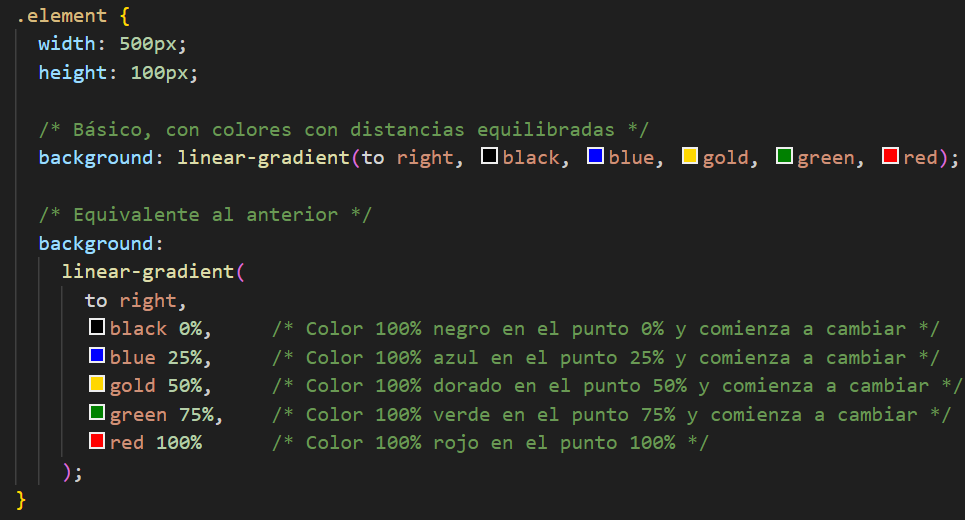 .element {
  width: 500px;
  height: 100px;

  /* Básico, con colores con distancias equilibradas */
  background: linear-gradient(to right, black, blue, gold, green, red);

  /* Equivalente al anterior */
  background:
    linear-gradient(
      to right,
      black 0%,     /* Color 100% negro en el punto 0% y comienza a cambiar */
      blue 25%,     /* Color 100% azul en el punto 25% y comienza a cambiar */
      gold 50%,     /* Color 100% dorado en el punto 50% y comienza a cambiar */
      green 75%,    /* Color 100% verde en el punto 75% y comienza a cambiar */
      red 100%      /* Color 100% rojo en el punto 100% */
    );
}